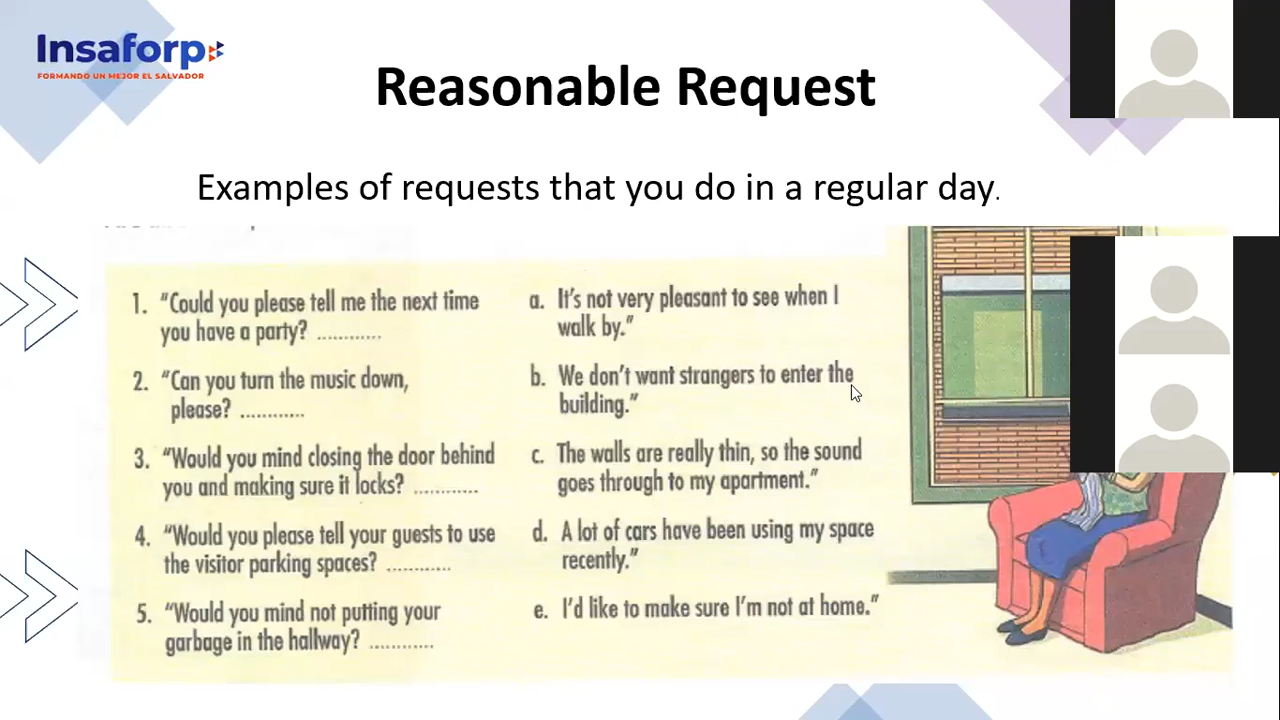 Insaforp
FORMANDO UN MEJOR EL SALVADOR
Reasonable Request
Examples of requests that you do in a regular day.
1. “Could you please tell me the next time
you have a party? ............
2. “Can you turn the music down,
please? ............
3. “Would you mind closing the door behind
you and making sure it locks? ............
4. “Would you please tell your guests to use
the visitor parking spaces? ............
5. “Would you mind not putting your
garbage in the hallway? ............
a. It’s not very pleasant to see when I
walk by.”
b. We don’t want strangers to enter the
building.”
c. The walls are really thin, so the sound
goes through to my apartment.”
d. A lot of cars have been using my space
recently.”
e. I’d like to make sure I’m not at home.”